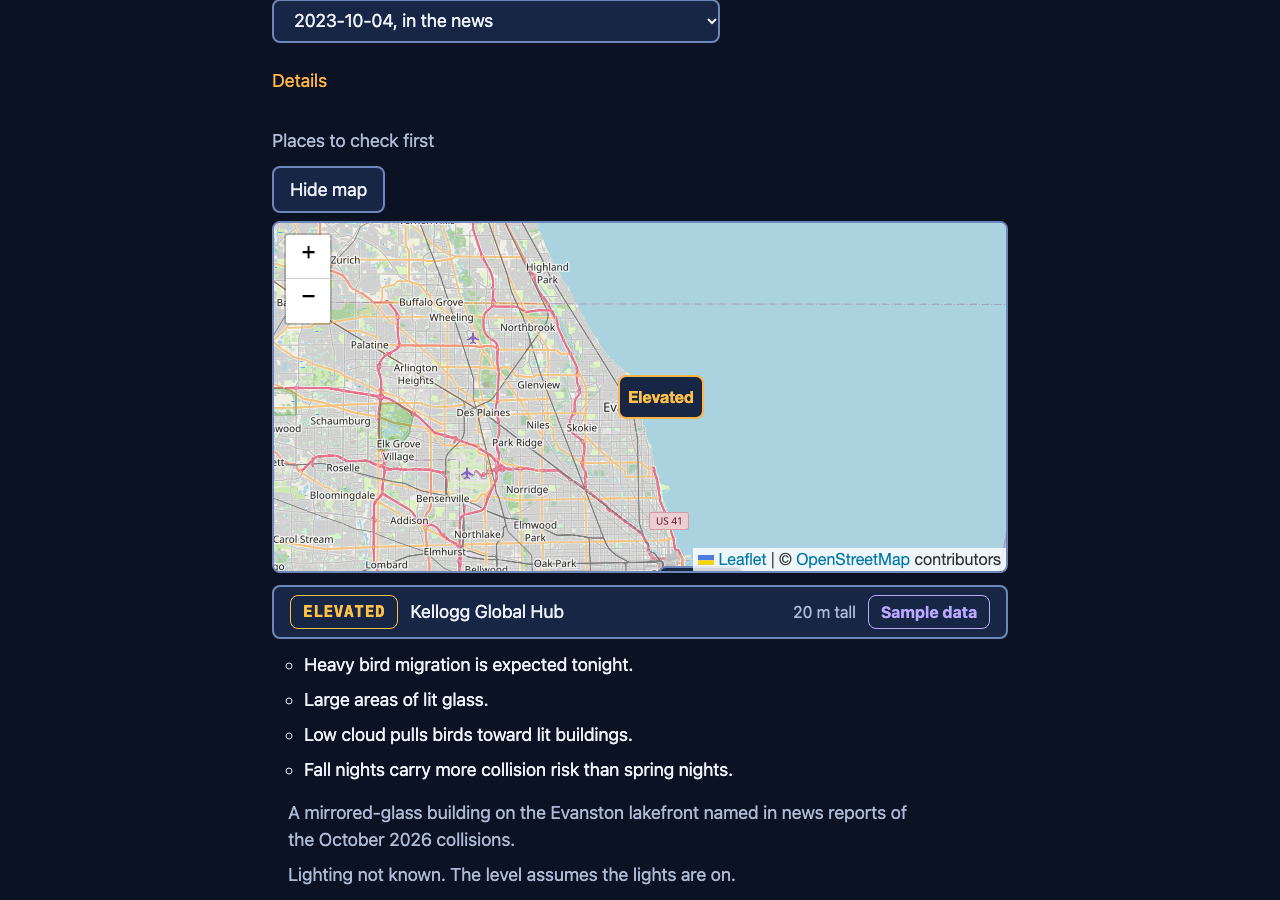 2023-10-04, in the news
Details
Places to check first
Hide map
+
−
Zurich
Highland
Park
Buffalo Grove
Wheeling
Northbrook
Palatine
Arlington
Heights
Glenview
Elevated
Des Plaines
Schaumburg
Niles
Skokie
Elk Grove
Village
Park Ridge
Roselle
Bloomingdale
Bensenville
Norridge
Addison
Elmwood
Park
US 41
Northlake
Carol Stream
Elmhurst
Lombard
Oak Park
Bellwood
Leaflet | © OpenStreetMap contributors
ELEVATED Kellogg Global Hub 20 m tall Sample data
Heavy bird migration is expected tonight.
Large areas of lit glass.
Low cloud pulls birds toward lit buildings.
Fall nights carry more collision risk than spring nights.
A mirrored-glass building on the Evanston lakefront named in news reports of
the October 2026 collisions.
Lighting not known. The level assumes the lights are on.